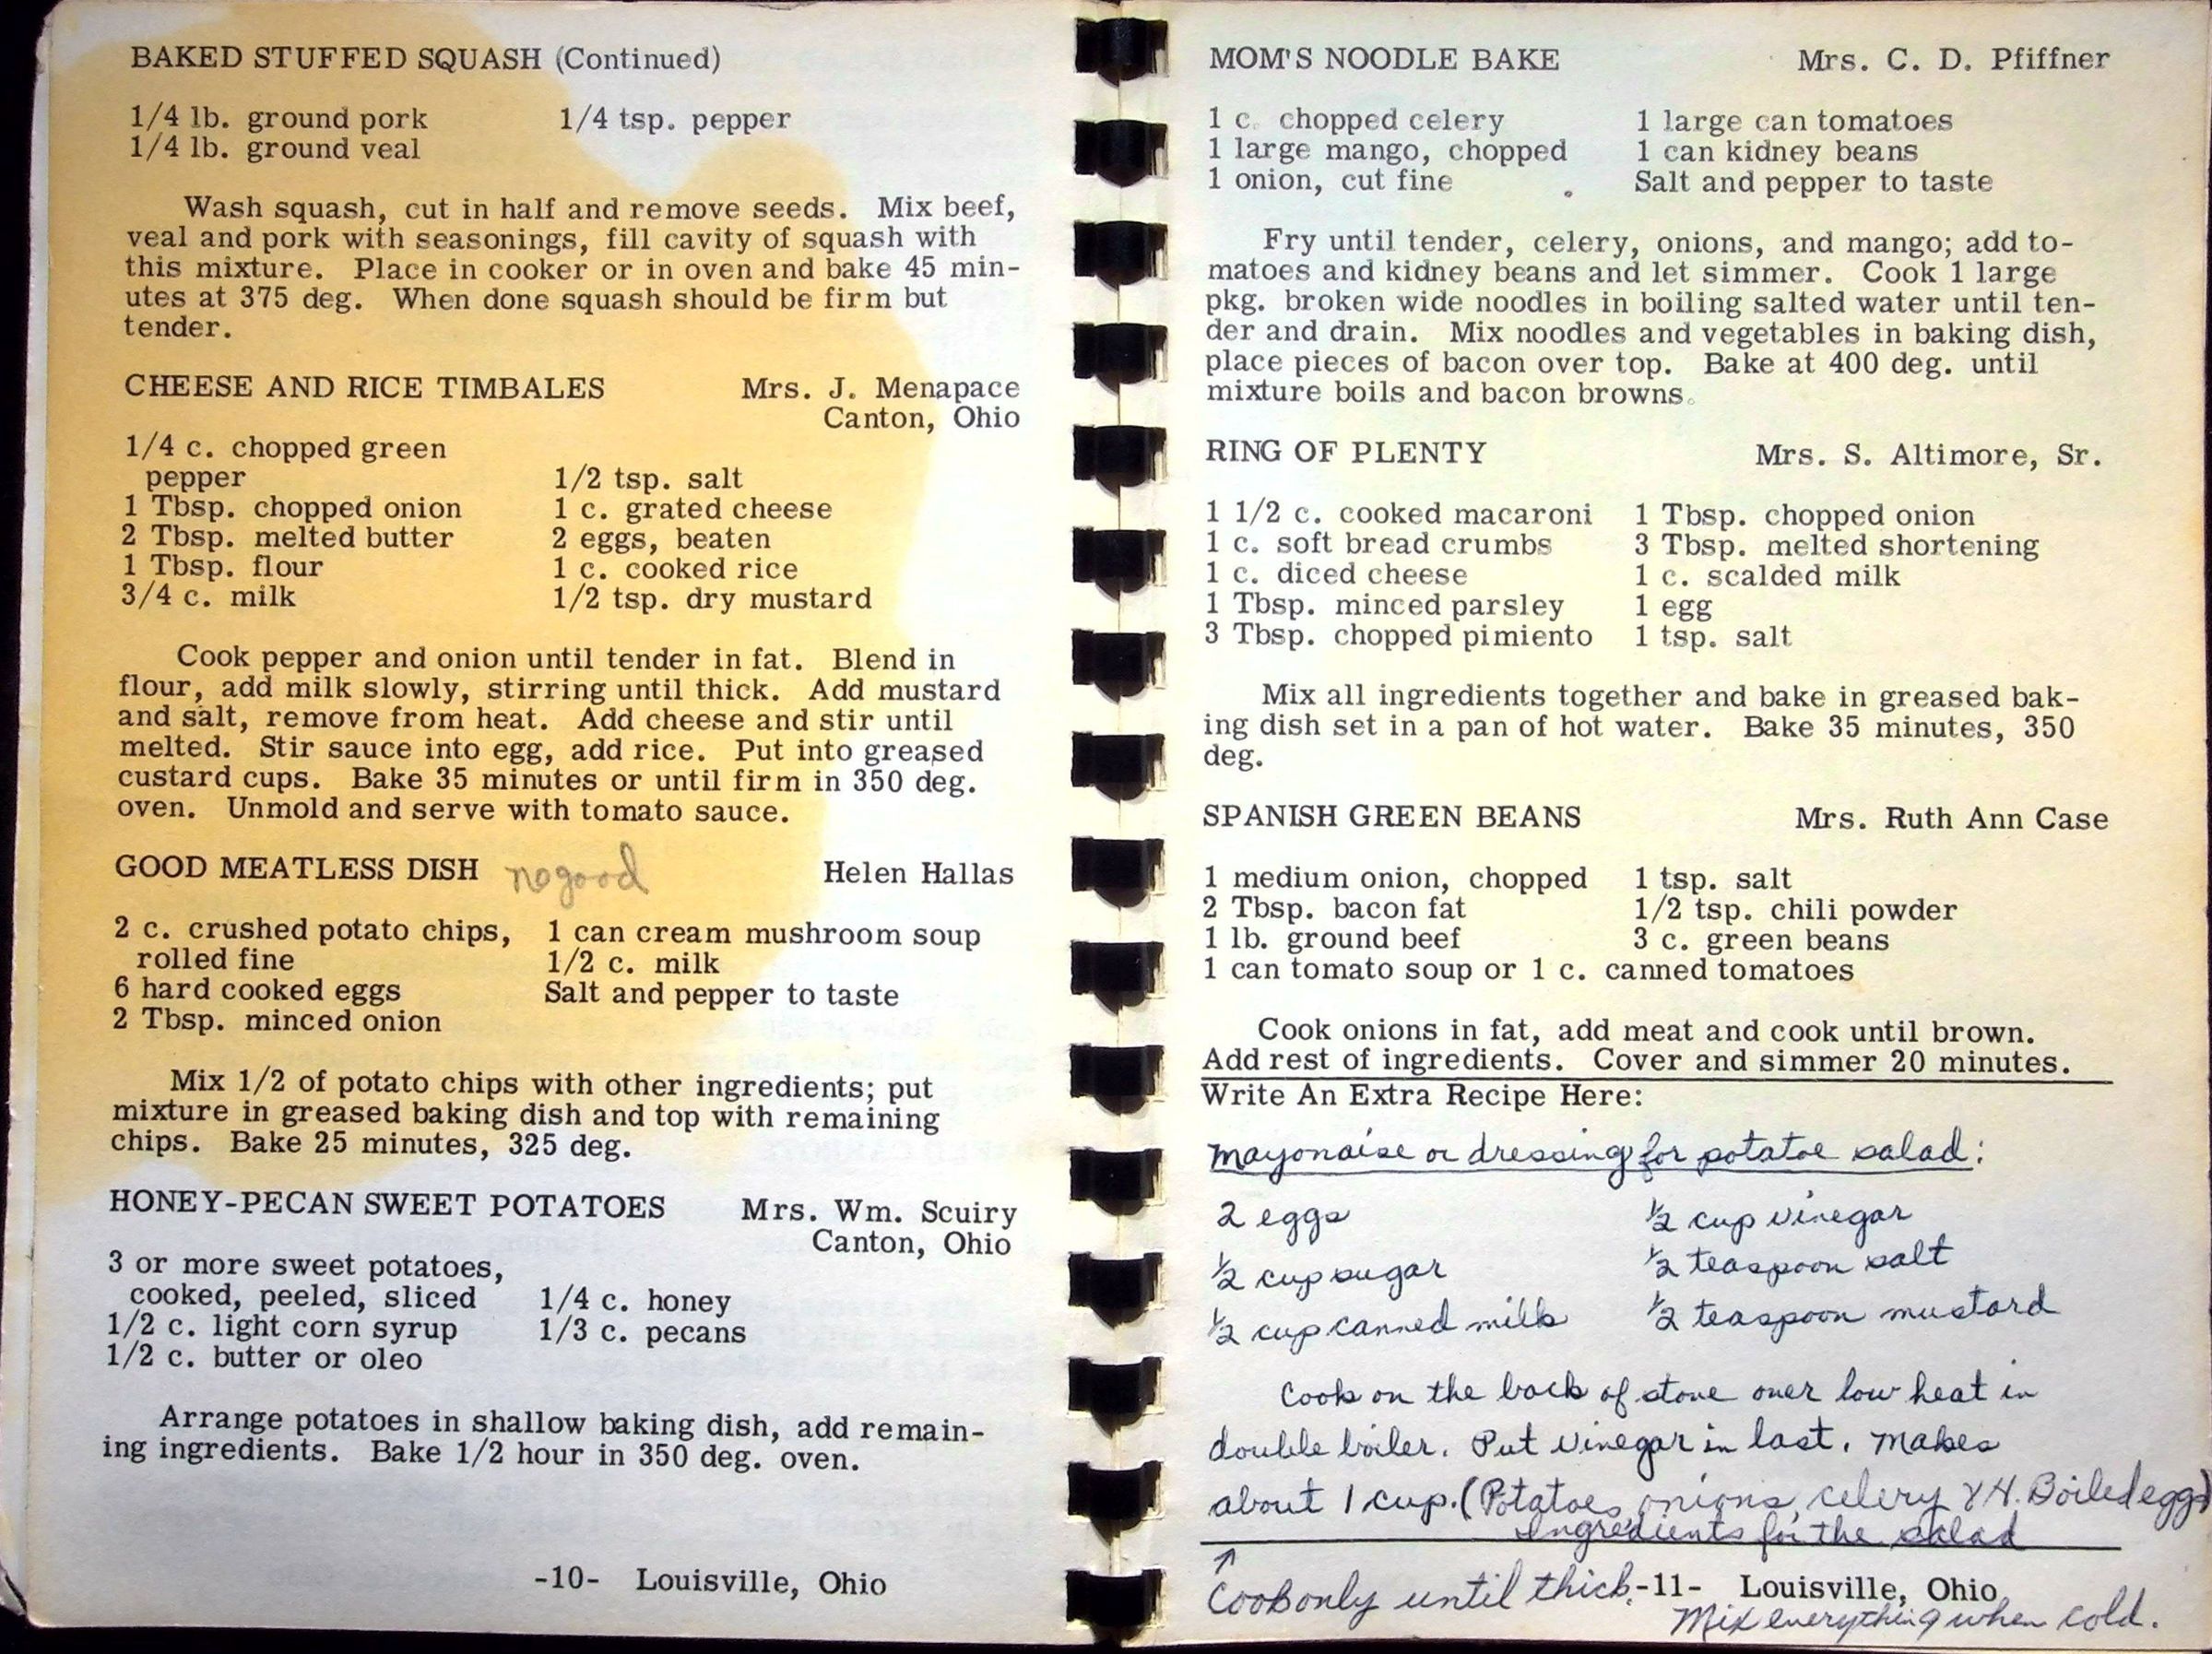 BAKED STUFFED SQUASH (Continued)
1/4 lb. ground pork 1/4 tsp. pepper
1/4 lb. ground veal
Wash squash, cut in half and remove seeds. Mix beef,
veal and pork with seasonings, fill cavity of squash with
this mixture. Place in cooker or in oven and bake 45 min-
utes at 375 deg. When done squash should be firm but
tender.
CHEESE AND RICE TIMBALES Mrs. J. Menapace
Canton, Ohio
1/4 c. chopped green
pepper 1/2 tsp. salt
1 Tbsp. chopped onion 1 c. grated cheese
2 Tbsp. melted butter 2 eggs, beaten
1 Tbsp. flour 1 c. cooked rice
3/4 c. milk 1/2 tsp. dry mustard
Cook pepper and onion until tender in fat. Blend in
flour, add milk slowly, stirring until thick. Add mustard
and salt, remove from heat. Add cheese and stir until
melted. Stir sauce into egg, add rice. Put into greased
custard cups. Bake 35 minutes or until firm in 350 deg.
oven. Unmold and serve with tomato sauce.
GOOD MEATLESS DISH no good Helen Hallas
2 c. crushed potato chips, 1 can cream mushroom soup
rolled fine 1/2 c. milk
6 hard cooked eggs Salt and pepper to taste
2 Tbsp. minced onion
Mix 1/2 of potato chips with other ingredients; put
mixture in greased baking dish and top with remaining
chips. Bake 25 minutes, 325 deg.
HONEY-PECAN SWEET POTATOES Mrs. Wm. Scuiry
Canton, Ohio
3 or more sweet potatoes,
cooked, peeled, sliced 1/4 c. honey
1/2 c. light corn syrup 1/3 c. pecans
1/2 c. butter or oleo
Arrange potatoes in shallow baking dish, add remain-
ing ingredients. Bake 1/2 hour in 350 deg. oven.
-10- Louisville, Ohio
MOM'S NOODLE BAKE Mrs. C. D. Pfiffner
1 c. chopped celery 1 large can tomatoes
1 large mango, chopped 1 can kidney beans
1 onion, cut fine Salt and pepper to taste
Fry until tender, celery, onions, and mango; add to-
matoes and kidney beans and let simmer. Cook 1 large
pkg. broken wide noodles in boiling salted water until ten-
der and drain. Mix noodles and vegetables in baking dish,
place pieces of bacon over top. Bake at 400 deg. until
mixture boils and bacon browns.
RING OF PLENTY Mrs. S. Altimore, Sr.
1 1/2 c. cooked macaroni 1 Tbsp. chopped onion
1 c. soft bread crumbs 3 Tbsp. melted shortening
1 c. diced cheese 1 c. scalded milk
1 Tbsp. minced parsley 1 egg
3 Tbsp. chopped pimiento 1 tsp. salt
Mix all ingredients together and bake in greased bak-
ing dish set in a pan of hot water. Bake 35 minutes, 350
deg.
SPANISH GREEN BEANS Mrs. Ruth Ann Case
1 medium onion, chopped 1 tsp. salt
2 Tbsp. bacon fat 1/2 tsp. chili powder
1 lb. ground beef 3 c. green beans
1 can tomato soup or 1 c. canned tomatoes
Cook onions in fat, add meat and cook until brown.
Add rest of ingredients. Cover and simmer 20 minutes.
Write An Extra Recipe Here:
Mayonaise or dressing for potatoe salad:
2 eggs ½ cup vinegar
½ cup sugar ½ teaspoon salt
½ cup canned milk ½ teaspoon mustard
Cook on the back of stove over low heat in
double boiler. Put vinegar in last. Makes
about 1 cup. (Potatoes, onions, celery & H. Boiled eggs)
Ingredients for the salad
↑
Cook only until thick. -11- Louisville, Ohio
Mix everything when cold.